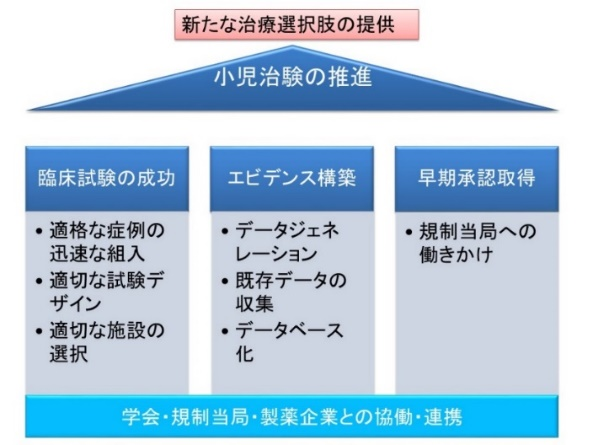 新たな治療選択肢の提供
小児治験の推進
臨床試験の成功
• 適格な症例の
迅速な組入
• 適切な試験デ
ザイン
• 適切な施設の
選択
エビデンス構築
• データジェネ
レーション
• 既存データの
収集
• データベース
化
早期承認取得
• 規制当局への
働きかけ
学会・規制当局・製薬企業との協働・連携